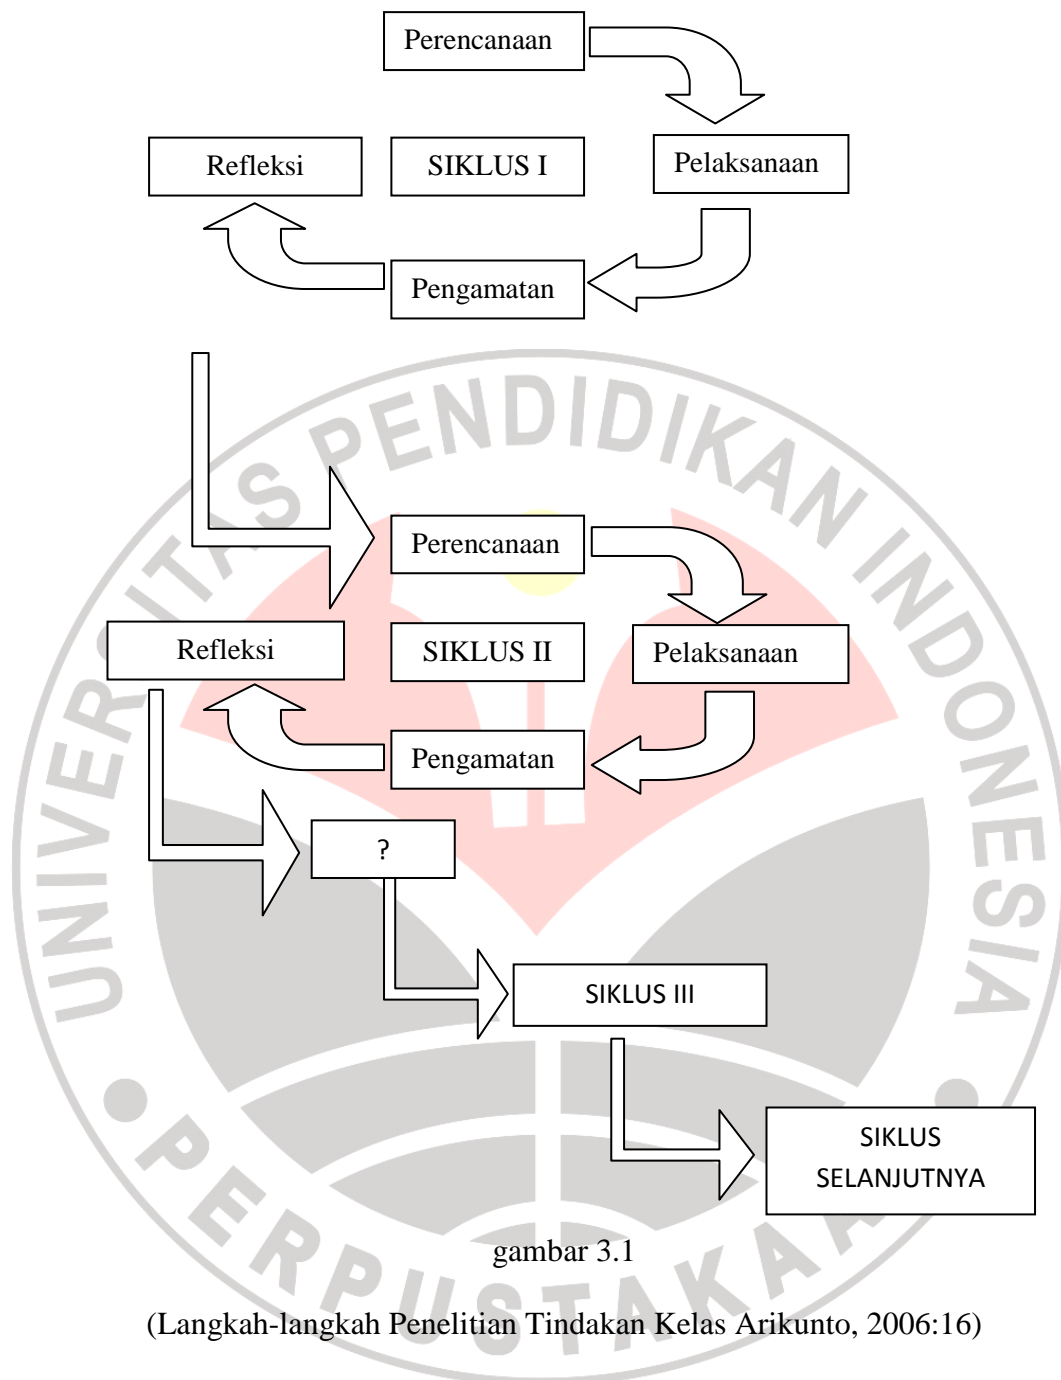 Perencanaan
Refleksi
SIKLUS I
Pelaksanaan
Pengamatan
Perencanaan
Refleksi
SIKLUS II
Pelaksanaan
Pengamatan
?
SIKLUS III
SIKLUS
SELANJUTNYA
gambar 3.1
(Langkah-langkah Penelitian Tindakan Kelas Arikunto, 2006:16)
UNIVERSITAS PENDIDIKAN INDONESIA
PERPUSTAKAAN